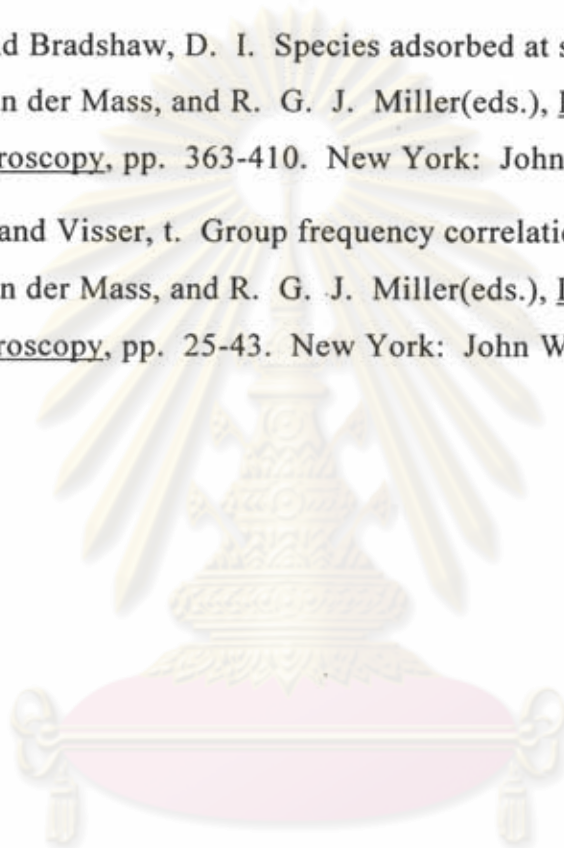 d Bradshaw, D. I. Species adsorbed at s
n der Mass, and R. G. J. Miller(eds.),
roscopy, pp. 363-410. New York: John
and Visser, t. Group frequency correlati
n der Mass, and R. G. J. Miller(eds.),
roscopy, pp. 25-43. New York: John W